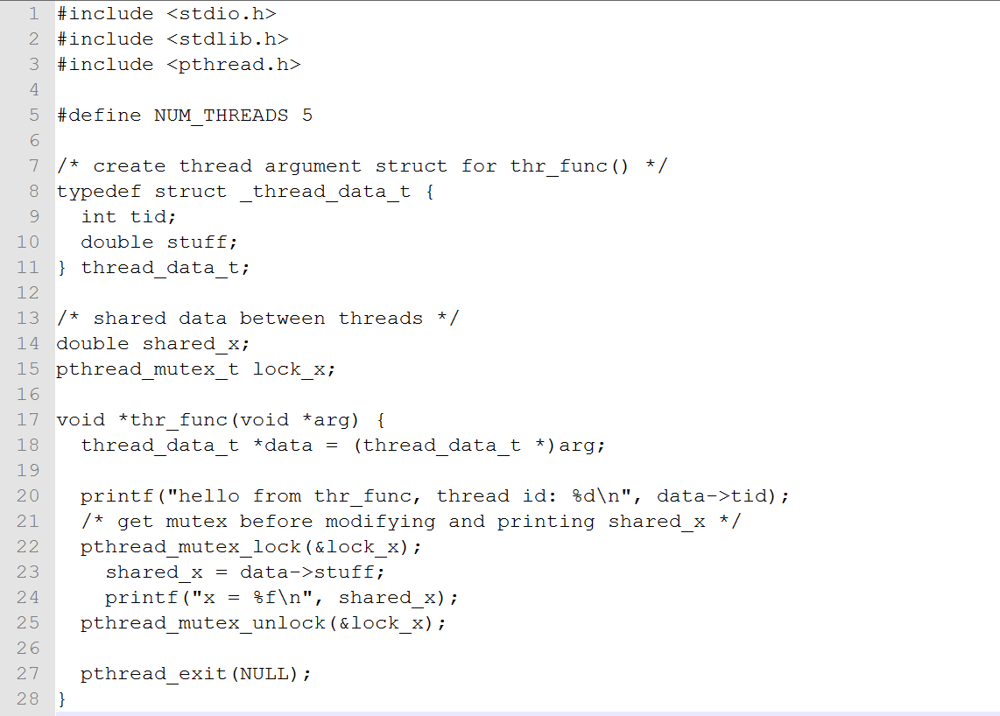 1 #include <stdio.h>
2 #include <stdlib.h>
3 #include <pthread.h>
4
5 #define NUM_THREADS 5
6
7 /* create thread argument struct for thr_func() */
8 typedef struct _thread_data_t {
9   int tid;
10   double stuff;
11 } thread_data_t;
12
13 /* shared data between threads */
14 double shared_x;
15 pthread_mutex_t lock_x;
16
17 void *thr_func(void *arg) {
18   thread_data_t *data = (thread_data_t *)arg;
19
20   printf("hello from thr_func, thread id: %d\n", data->tid);
21   /* get mutex before modifying and printing shared_x */
22   pthread_mutex_lock(&lock_x);
23     shared_x = data->stuff;
24     printf("x = %f\n", shared_x);
25   pthread_mutex_unlock(&lock_x);
26
27   pthread_exit(NULL);
28 }